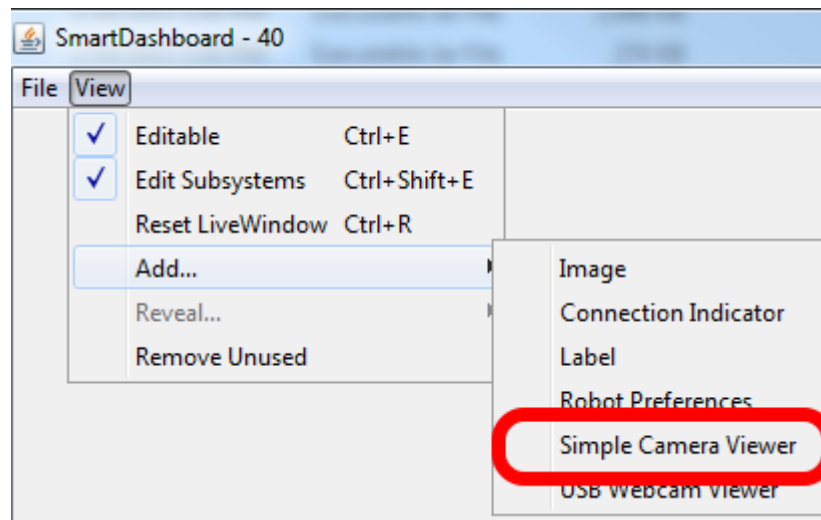 SmartDashboard - 40
File View
Editable Ctrl+E
Edit Subsystems Ctrl+Shift+E
Reset LiveWindow Ctrl+R
Add...
Reveal...
Remove Unused
Image
Connection Indicator
Label
Robot Preferences
Simple Camera Viewer
USB Webcam Viewer